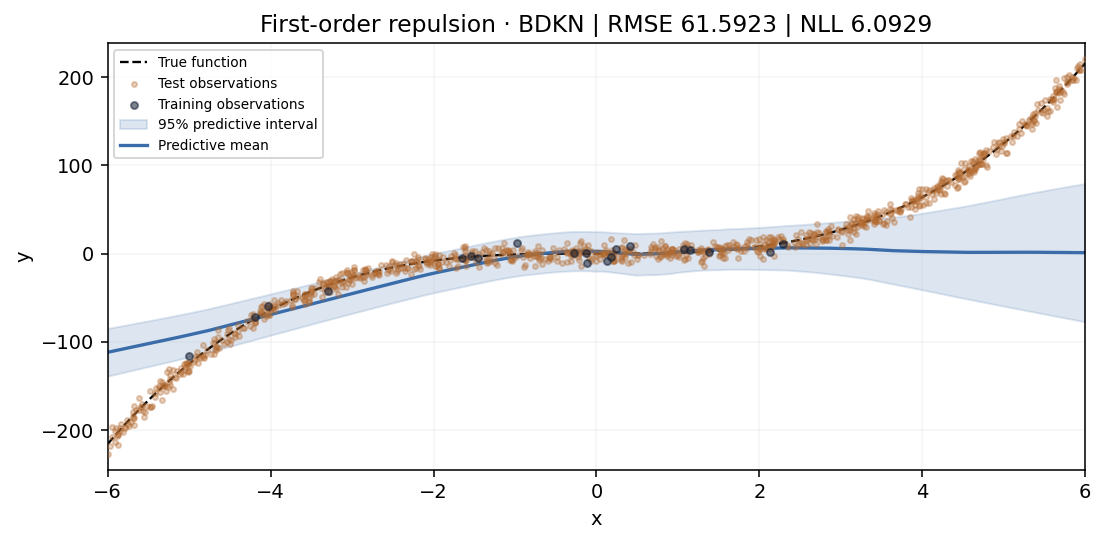 First-order repulsion · BDKN | RMSE 61.5923 | NLL 6.0929
True function
Test observations
Training observations
95% predictive interval
Predictive mean
200
100
0
−100
−200
y
−6
−4
−2
0
2
4
6
x